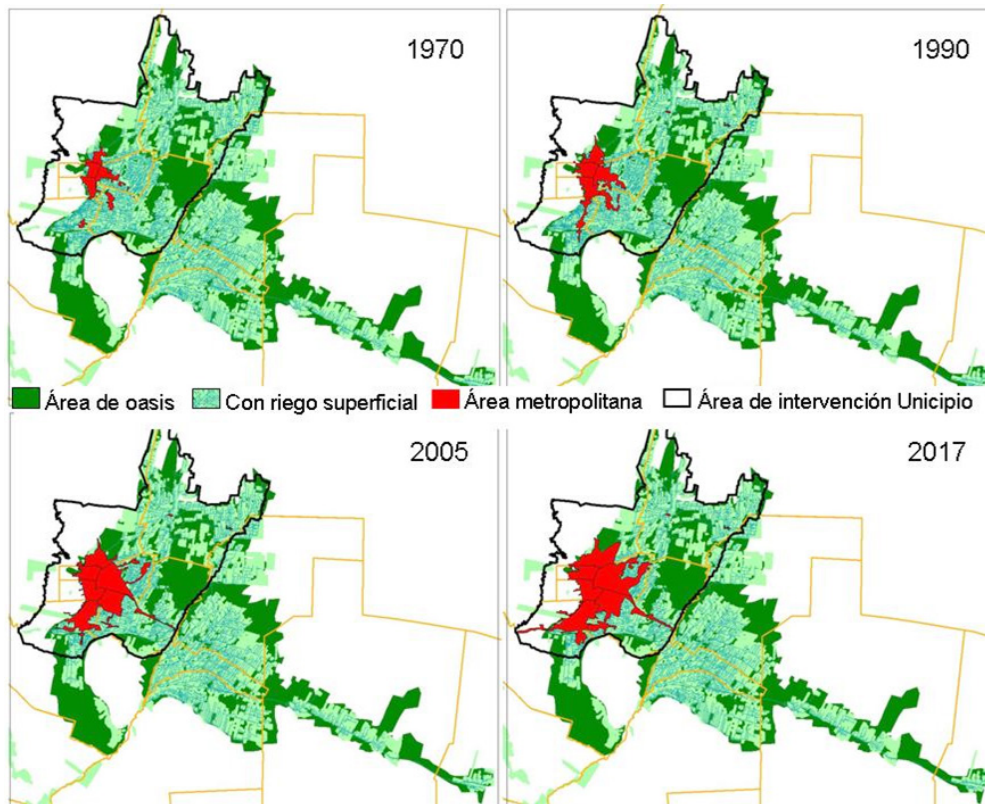 1970
1990
Área de oasis Con riego superficial Área metropolitana Área de intervención Unicipio
2005
2017